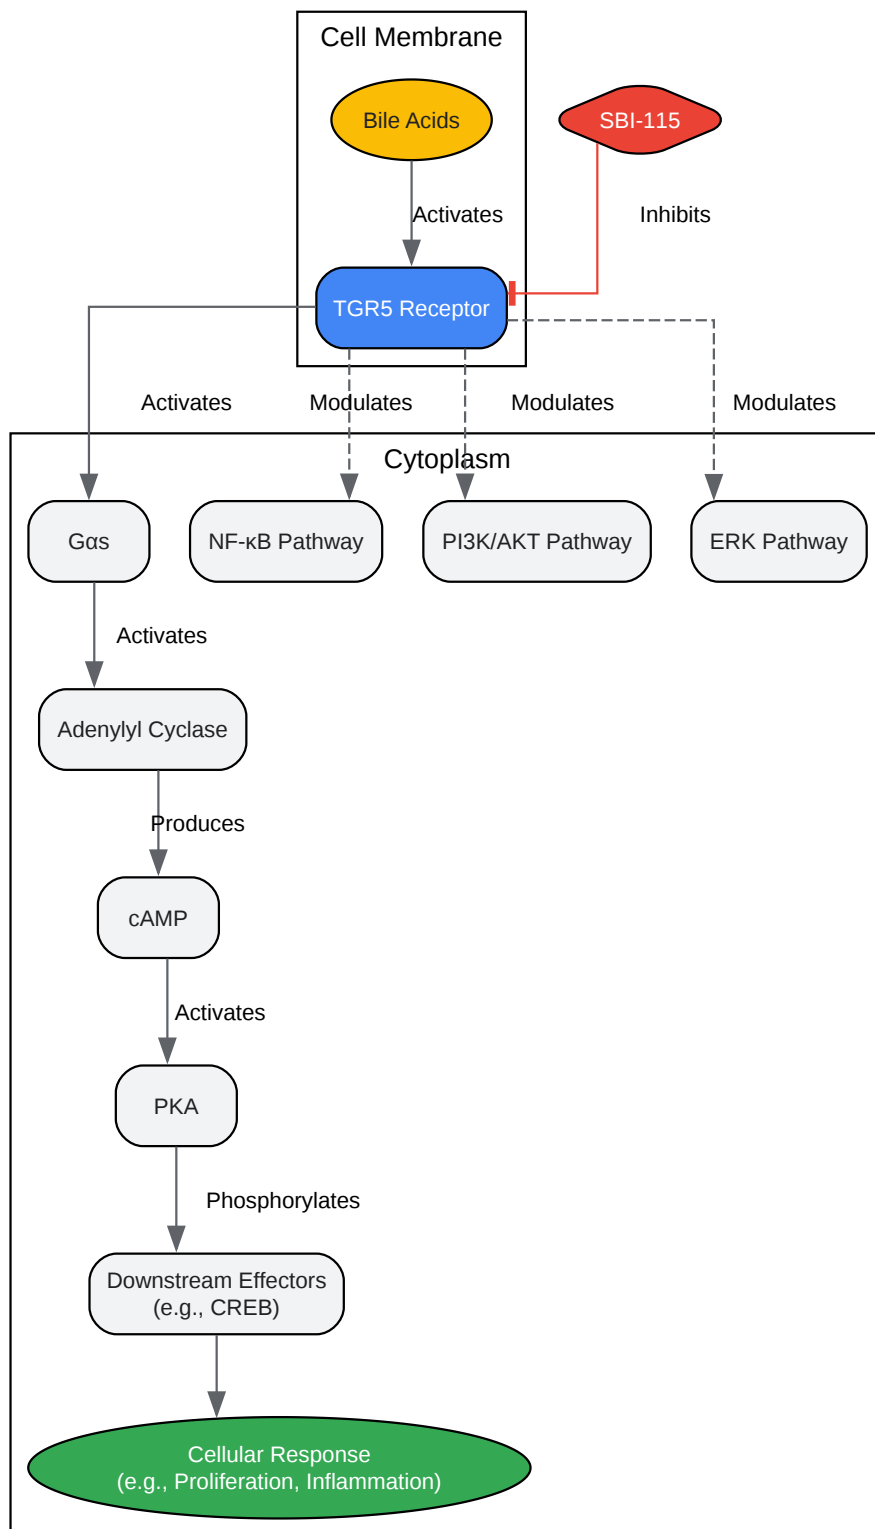 Cell Membrane
Bile Acids
SBI-115
Activates
Inhibits
TGR5 Receptor
Activates
Modulates
Modulates
Modulates
Cytoplasm
Gαs
NF-κB Pathway
PI3K/AKT Pathway
ERK Pathway
Activates
Adenylyl Cyclase
Produces
cAMP
Activates
PKA
Phosphorylates
Downstream Effectors
(e.g., CREB)
Cellular Response
(e.g., Proliferation, Inflammation)